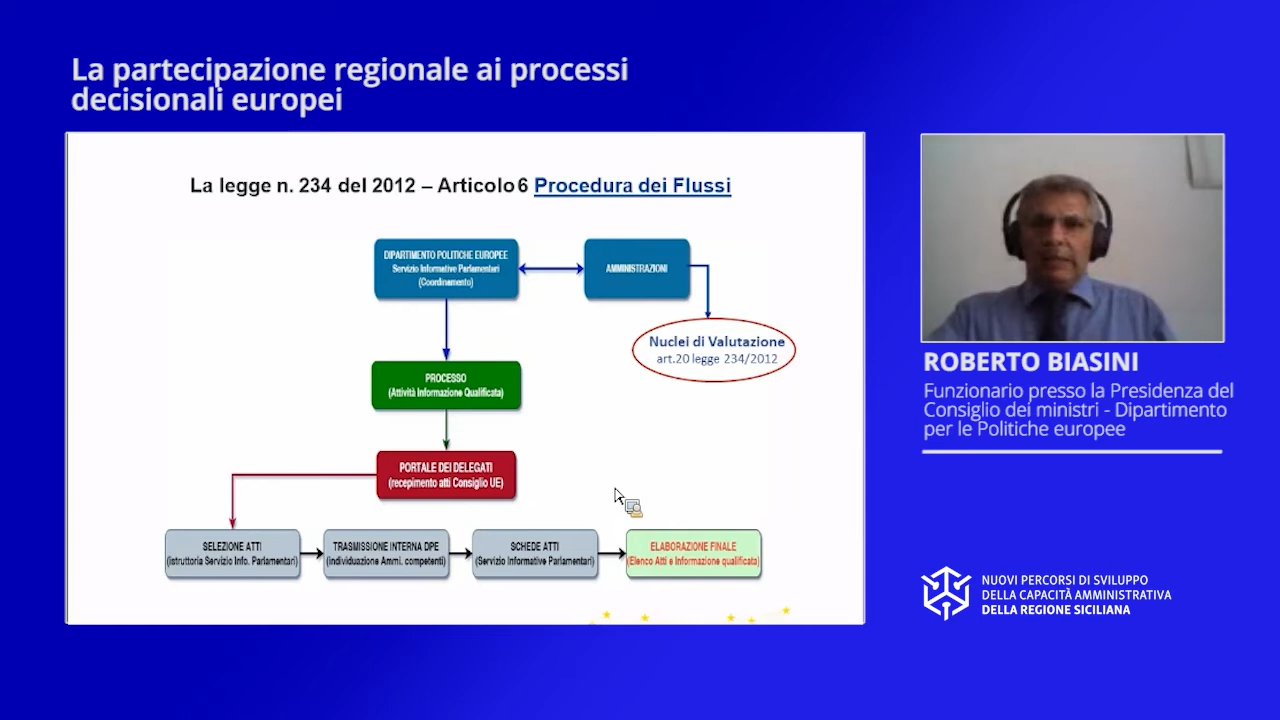 La partecipazione regionale ai processi
decisionali europei
La legge n. 234 del 2012 – Articolo 6 Procedura dei Flussi
DIPARTIMENTO POLITICHE EUROPEE
Servizio Informative Parlamentari
(Coordinamento)
AMMINISTRAZIONI
Nuclei di Valutazione
art.20 legge 234/2012
PROCESSO
(Attività Informazione Qualificata)
PORTALE DEI DELEGATI
(recepimento atti Consiglio UE)
SELEZIONE ATTI
(istruttoria Servizio Info. Parlamentari)
TRASMISSIONE INTERNA DPE
(Individuazione Ammi. competenti)
SCHEDE ATTI
(Servizio Informative Parlamentari)
ELABORAZIONE FINALE
(Elenco Atti e Informazione qualificata)
ROBERTO BIASINI
Funzionario presso la Presidenza del
Consiglio dei ministri - Dipartimento
per le Politiche europee
NUOVI PERCORSI DI SVILUPPO
DELLA CAPACITÀ AMMINISTRATIVA
DELLA REGIONE SICILIANA